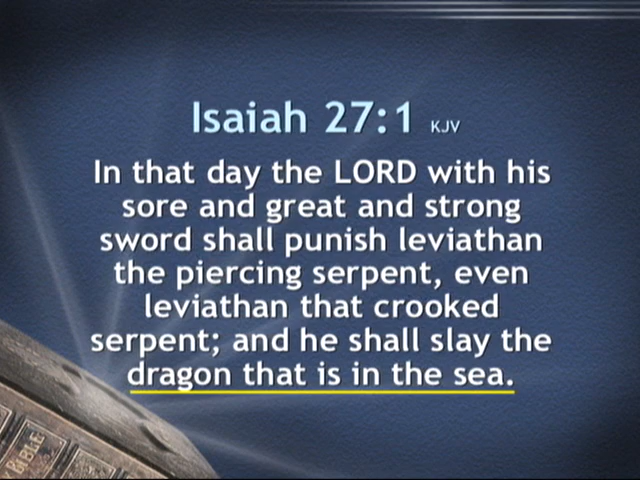 Isaiah 27:1 KJV
In that day the LORD with his
sore and great and strong
sword shall punish leviathan
the piercing serpent, even
leviathan that crooked
serpent; and he shall slay the
dragon that is in the sea.
BIBLE